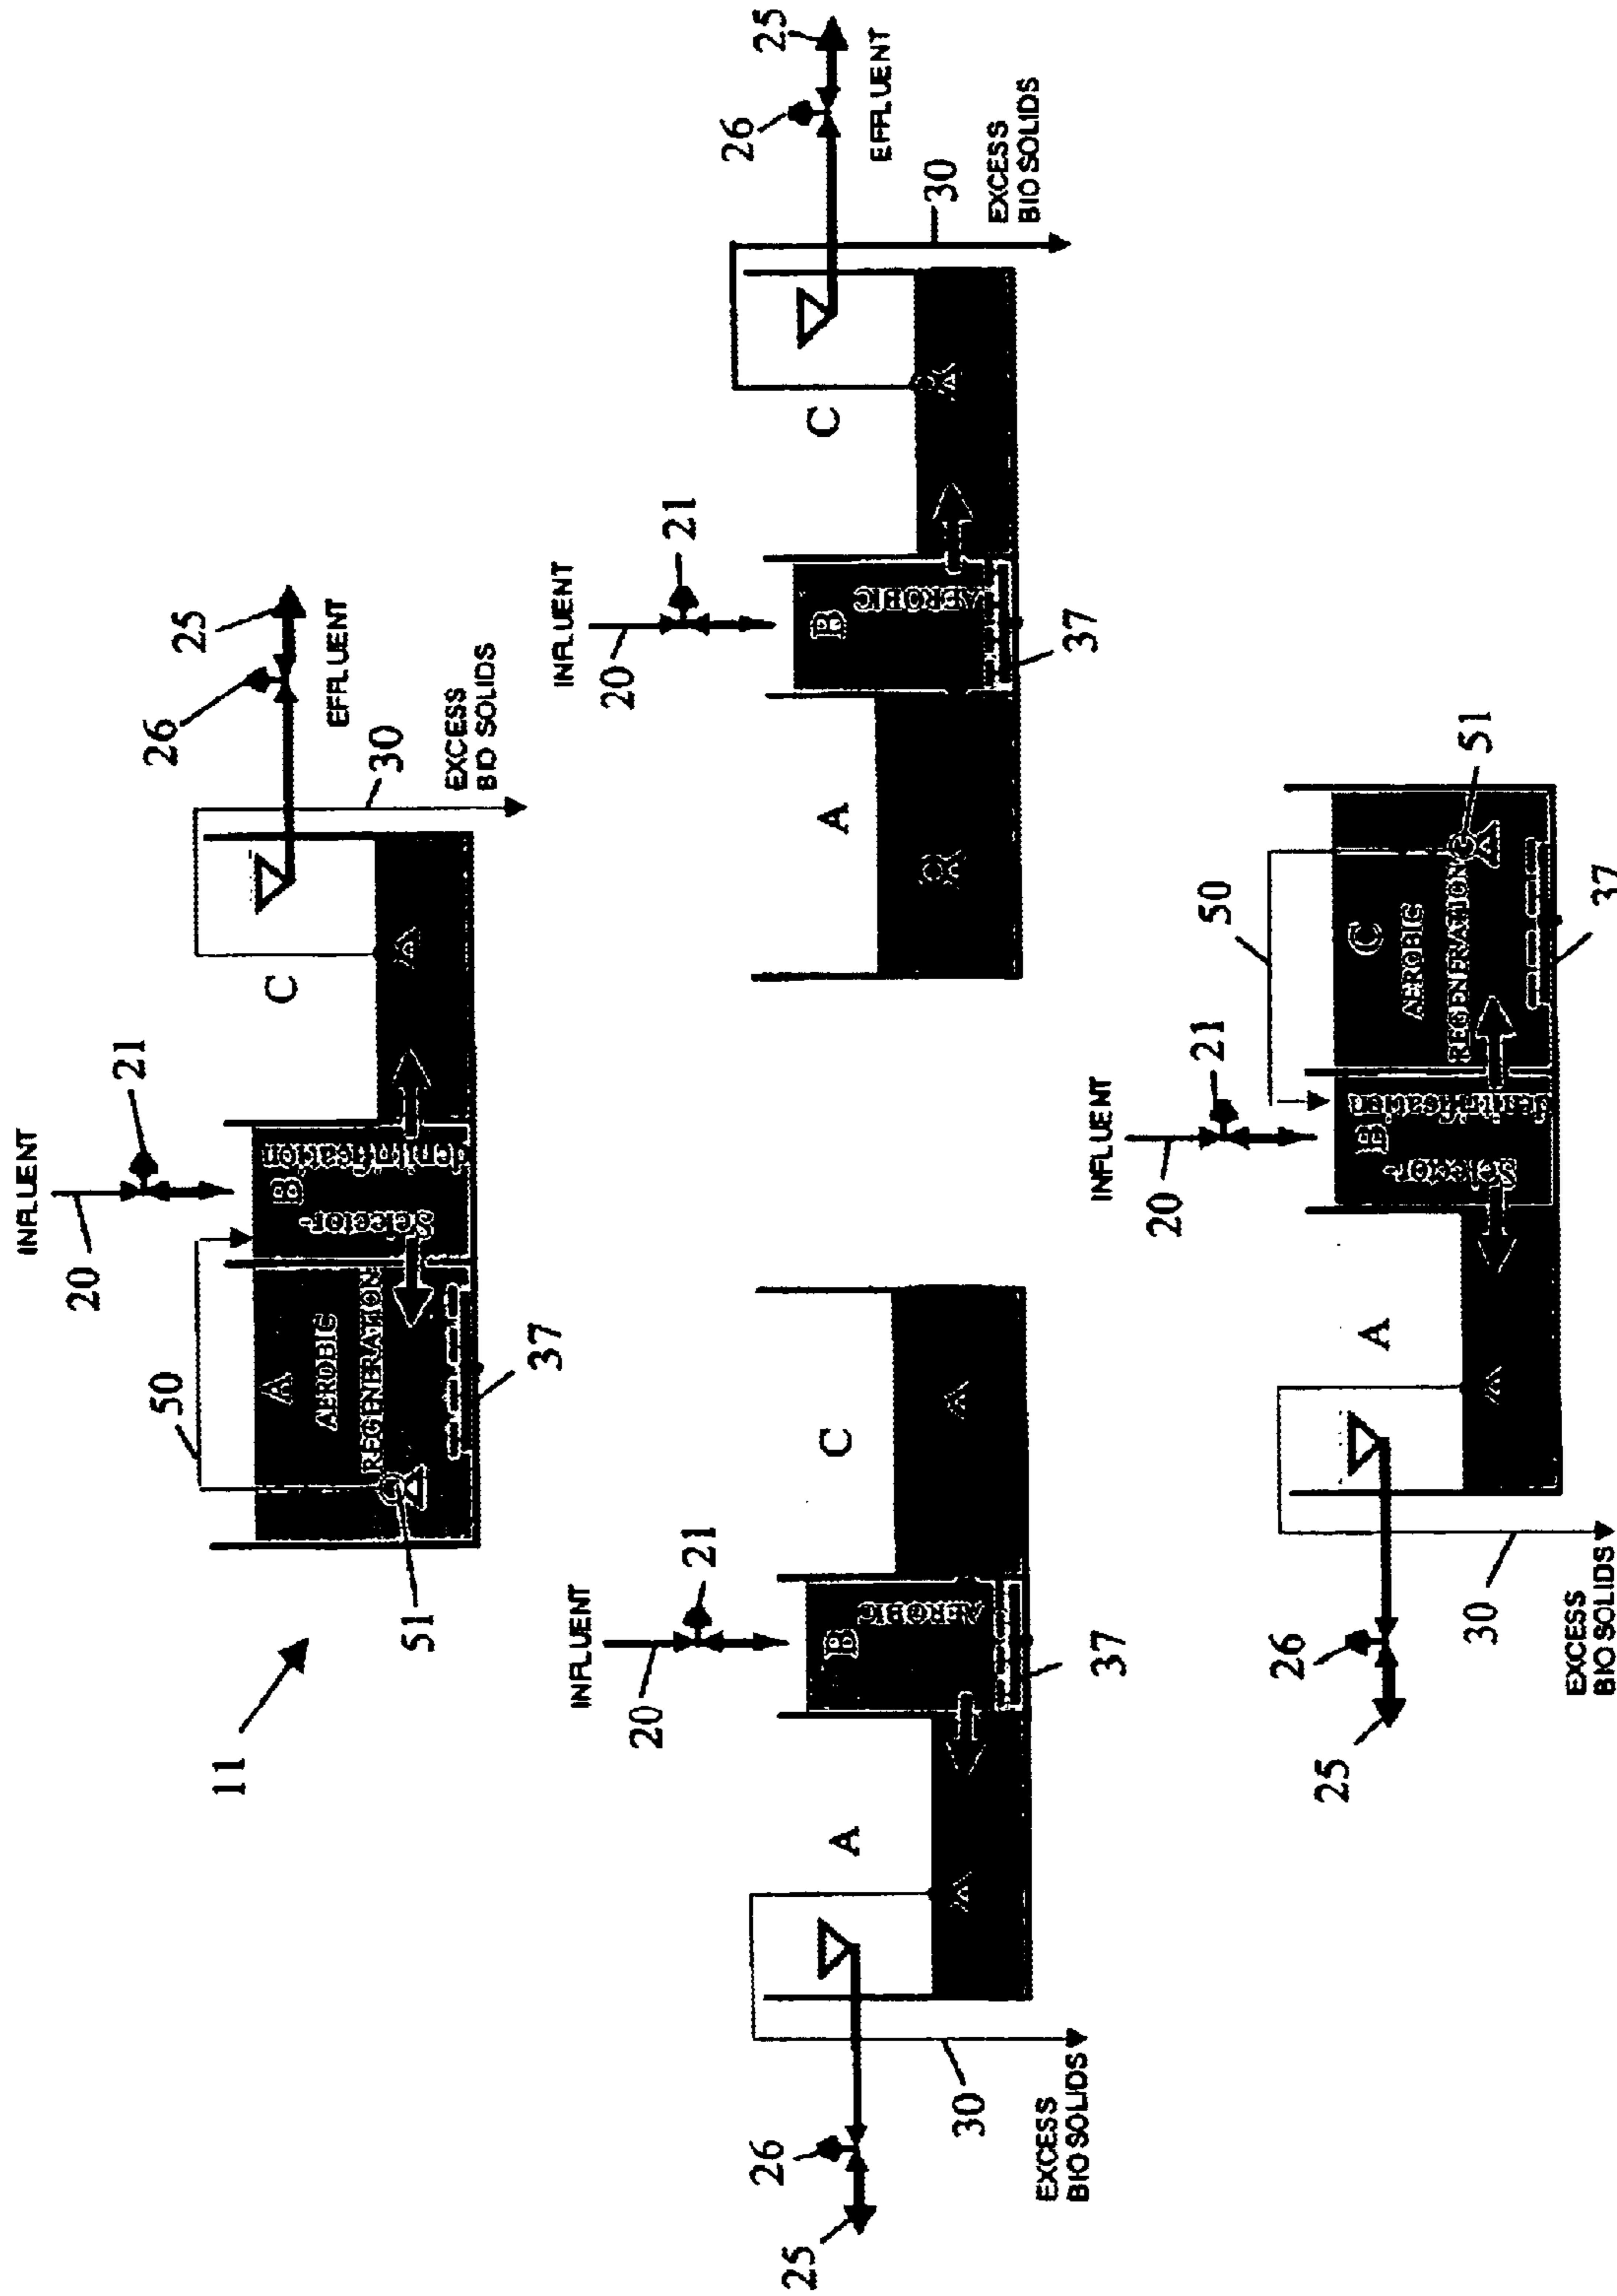 INFLUENT
20
21
50
A
AEROBIC
REGENERATION
B
Selector-
denitrification
C
26
25
EFFLUENT
30
EXCESS
BIO SOLIDS
37
51
11
INFLUENT
20
21
A
B
AEROBIC
C
26
25
30
EXCESS
BIO SOLIDS
37
INFLUENT
20
21
A
B
AEROBIC
C
26
25
EFFLUENT
30
EXCESS
BIO SOLIDS
37
INFLUENT
20
21
50
A
B
Selector-
denitrification
C
AEROBIC
REGENERATION
51
26
25
30
EXCESS
BIO SOLIDS
37